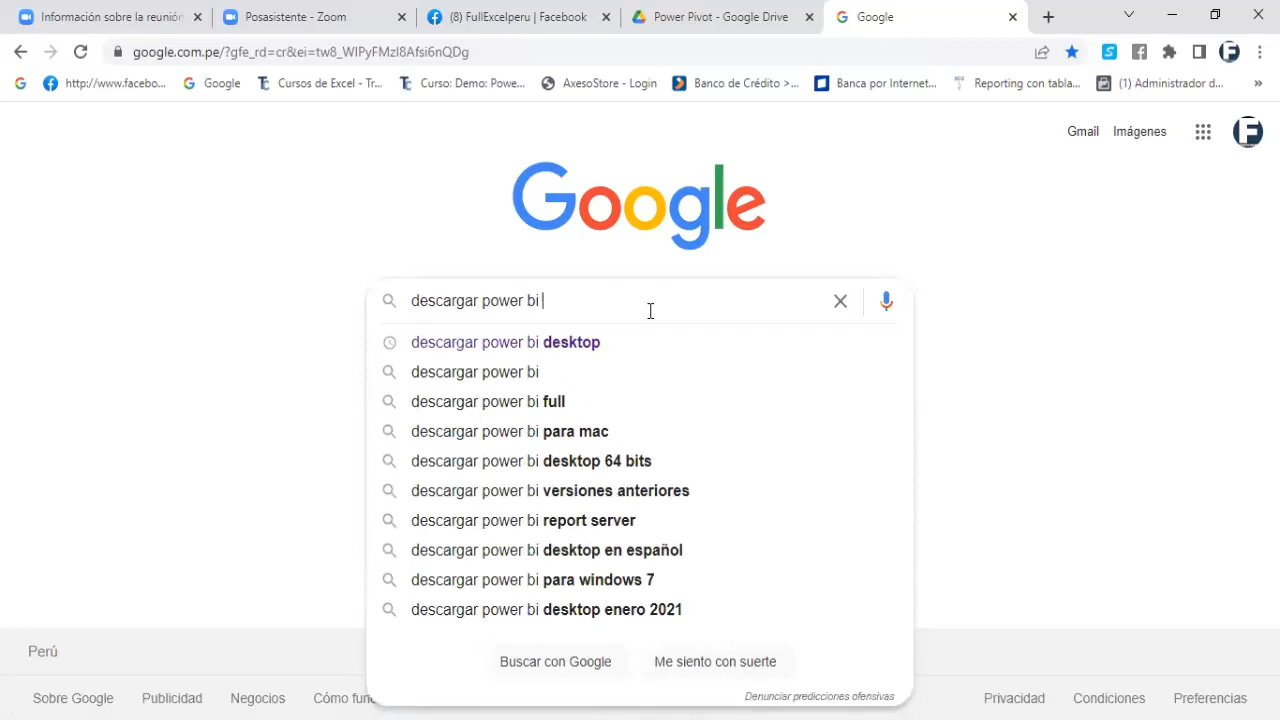 Información sobre la reunión
Posasistente - Zoom
(8) FullExcelperu | Facebook
Power Pivot - Google Drive
Google
google.com.pe/?gfe_rd=cr&ei=tw8_WIPyFMzI8Afsi6nQDg
http://www.facebo...
Google
Cursos de Excel - Tr...
Curso: Demo: Powe...
AxesoStore - Login
Banco de Crédito >...
Banca por Internet...
Reporting con tabla...
(1) Administrador d...
»
Gmail
Imágenes
Google
descargar power bi
descargar power bi desktop
descargar power bi
descargar power bi full
descargar power bi para mac
descargar power bi desktop 64 bits
descargar power bi versiones anteriores
descargar power bi report server
descargar power bi desktop en español
descargar power bi para windows 7
descargar power bi desktop enero 2021
Buscar con Google
Me siento con suerte
Denunciar predicciones ofensivas
Perú
Sobre Google
Publicidad
Negocios
Cómo fun
Privacidad
Condiciones
Preferencias